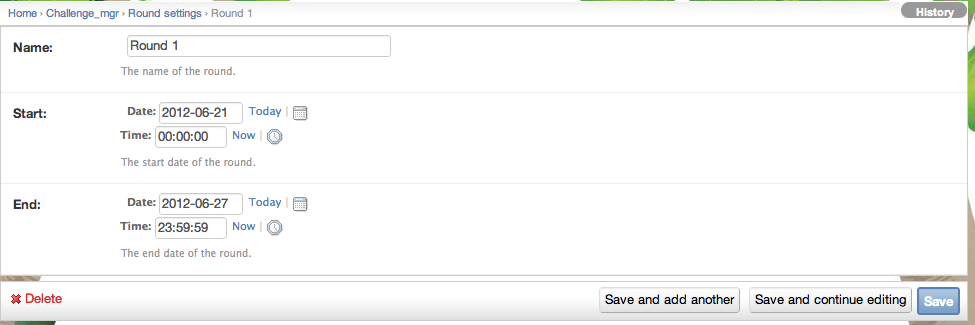 Home › Challenge_mgr › Round settings › Round 1
History
Name: Round 1
The name of the round.
Start: Date: 2012-06-21 Today |
Time: 00:00:00 Now |
The start date of the round.
End: Date: 2012-06-27 Today |
Time: 23:59:59 Now |
The end date of the round.
Delete Save and add another Save and continue editing Save